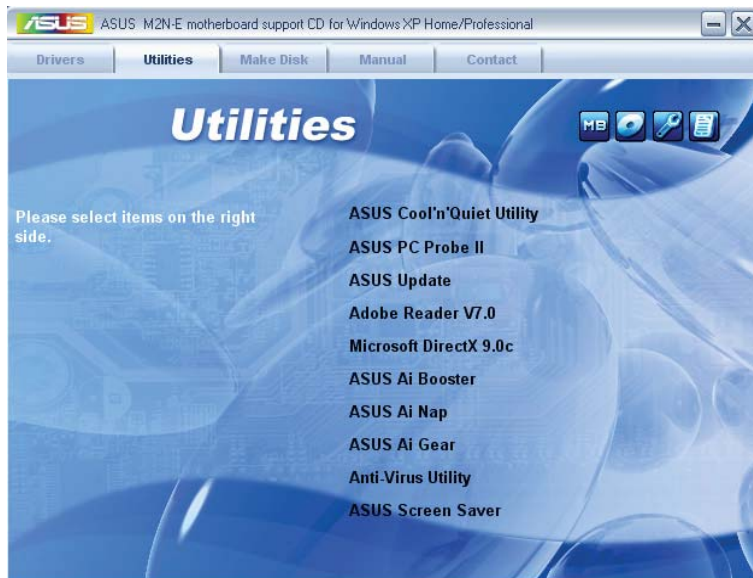 ASUS ASUS M2N-E motherboard support CD for Windows XP Home/Professional
Drivers Utilities Make Disk Manual Contact
Utilities
MB
Please select items on the right
side.
ASUS Cool'n'Quiet Utility
ASUS PC Probe II
ASUS Update
Adobe Reader V7.0
Microsoft DirectX 9.0c
ASUS Ai Booster
ASUS Ai Nap
ASUS Ai Gear
Anti-Virus Utility
ASUS Screen Saver